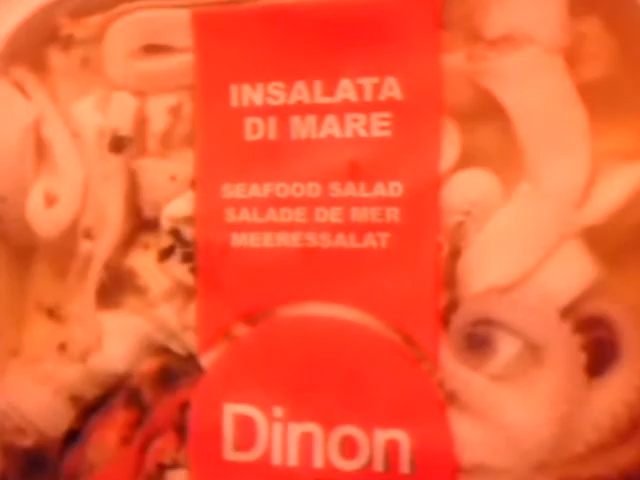 INSALATA
DI MARE
SEAFOOD SALAD
SALADE DE MER
MEERESSALAT
Dinon